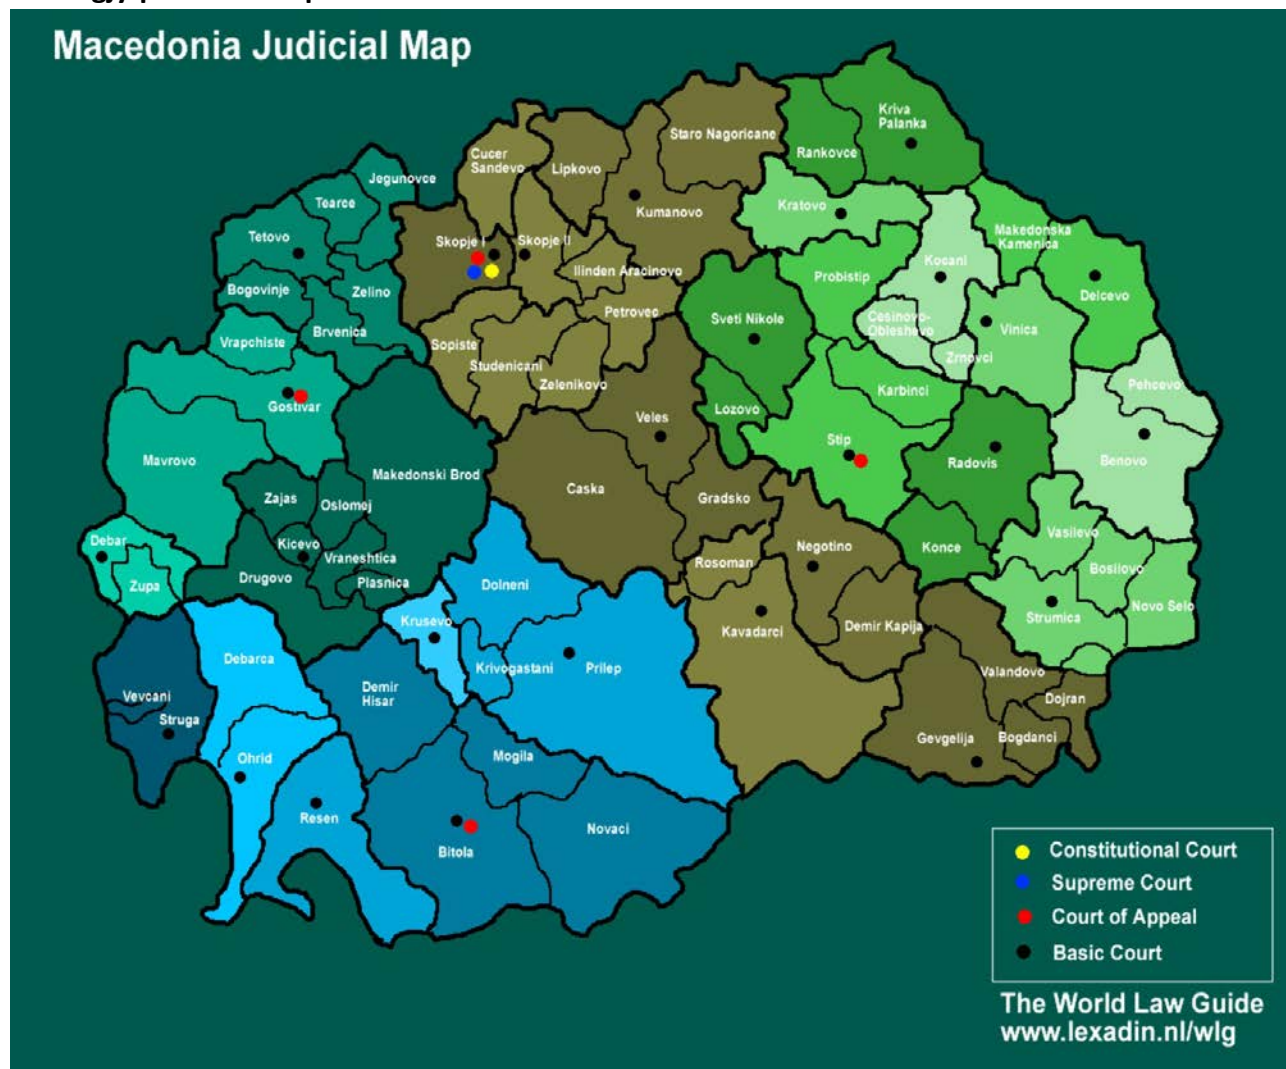 Macedonia Judicial Map
Kriva
Palanka
Staro Nagoricane
Rankovce
Cucer
Sandevo
Lipkovo
Jegunovce
Tearce
Kratovo
Kumanovo
Tetovo
Skopje I
Skopje II
Makedonska
Kamenica
Kocani
Ilinden Aracinovo
Probistip
Delcevo
Bogovinje
Zelino
Petrovec
Sveti Nikole
Cesinovo-
Obleshevo
Vinica
Brvenica
Vrapchiste
Sopiste
Studenicani
Zrnovci
Zelenikovo
Karbinci
Pehcevo
Gostivar
Lozovo
Veles
Stip
Mavrovo
Makedonski Brod
Radovis
Benovo
Caska
Gradsko
Zajas
Oslomej
Vasilevo
Debar
Kicevo
Negotino
Konce
Vraneshtica
Rosoman
Bosilovo
Drugovo
Plasnica
Zupa
Dolneni
Novo Selo
Krusevo
Kavadarci
Demir Kapija
Strumica
Debarca
Krivogastani
Prilep
Valandovo
Demir
Hisar
Vevcani
Dojran
Struga
Gevgelija
Bogdanci
Ohrid
Mogila
Resen
Novaci
Bitola
Constitutional Court
Supreme Court
Court of Appeal
Basic Court
The World Law Guide
www.lexadin.nl/wlg